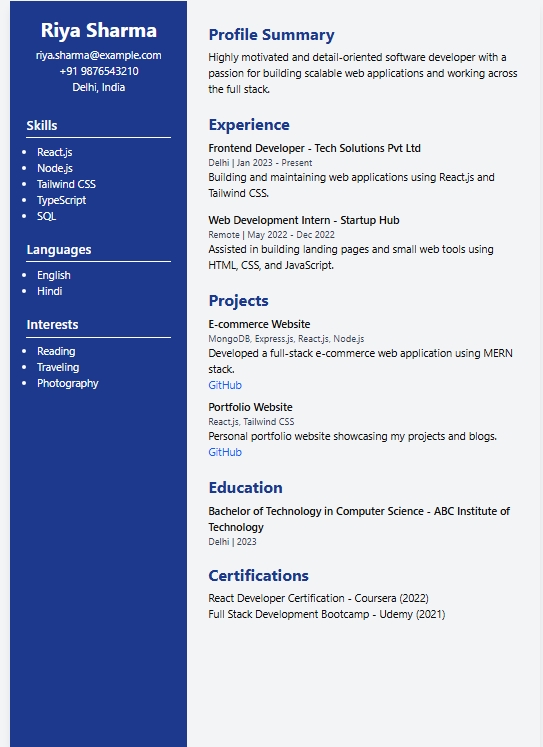 Riya Sharma
riya.sharma@example.com
+91 9876543210
Delhi, India
Skills
React.js
Node.js
Tailwind CSS
TypeScript
SQL
Languages
English
Hindi
Interests
Reading
Traveling
Photography
Profile Summary
Highly motivated and detail-oriented software developer with a
passion for building scalable web applications and working across
the full stack.
Experience
Frontend Developer - Tech Solutions Pvt Ltd
Delhi | Jan 2023 - Present
Building and maintaining web applications using React.js and
Tailwind CSS.
Web Development Intern - Startup Hub
Remote | May 2022 - Dec 2022
Assisted in building landing pages and small web tools using
HTML, CSS, and JavaScript.
Projects
E-commerce Website
MongoDB, Express.js, React.js, Node.js
Developed a full-stack e-commerce web application using MERN
stack.
GitHub
Portfolio Website
React.js, Tailwind CSS
Personal portfolio website showcasing my projects and blogs.
GitHub
Education
Bachelor of Technology in Computer Science - ABC Institute of
Technology
Delhi | 2023
Certifications
React Developer Certification - Coursera (2022)
Full Stack Development Bootcamp - Udemy (2021)